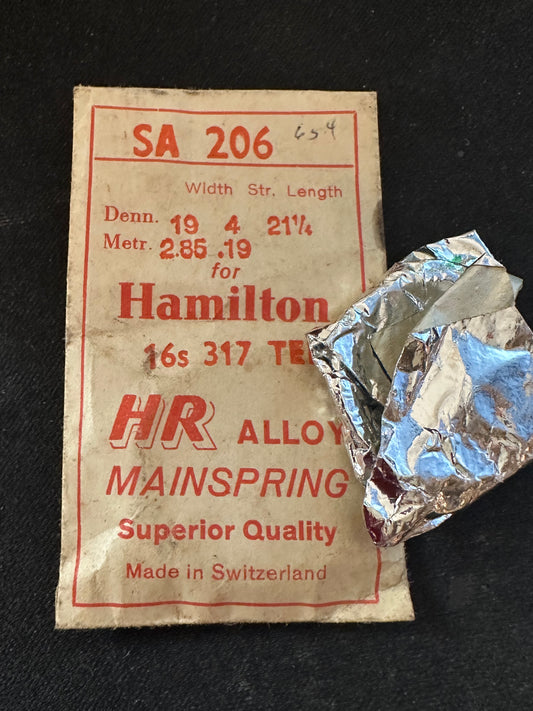 SA 206 654
Width Str. Length
Denn. 19 4 21¼
Metr. 2.85 .19
for
Hamilton
16s 317
HR ALLOY
MAINSPRING
Superior Quality
Made in Switzerland